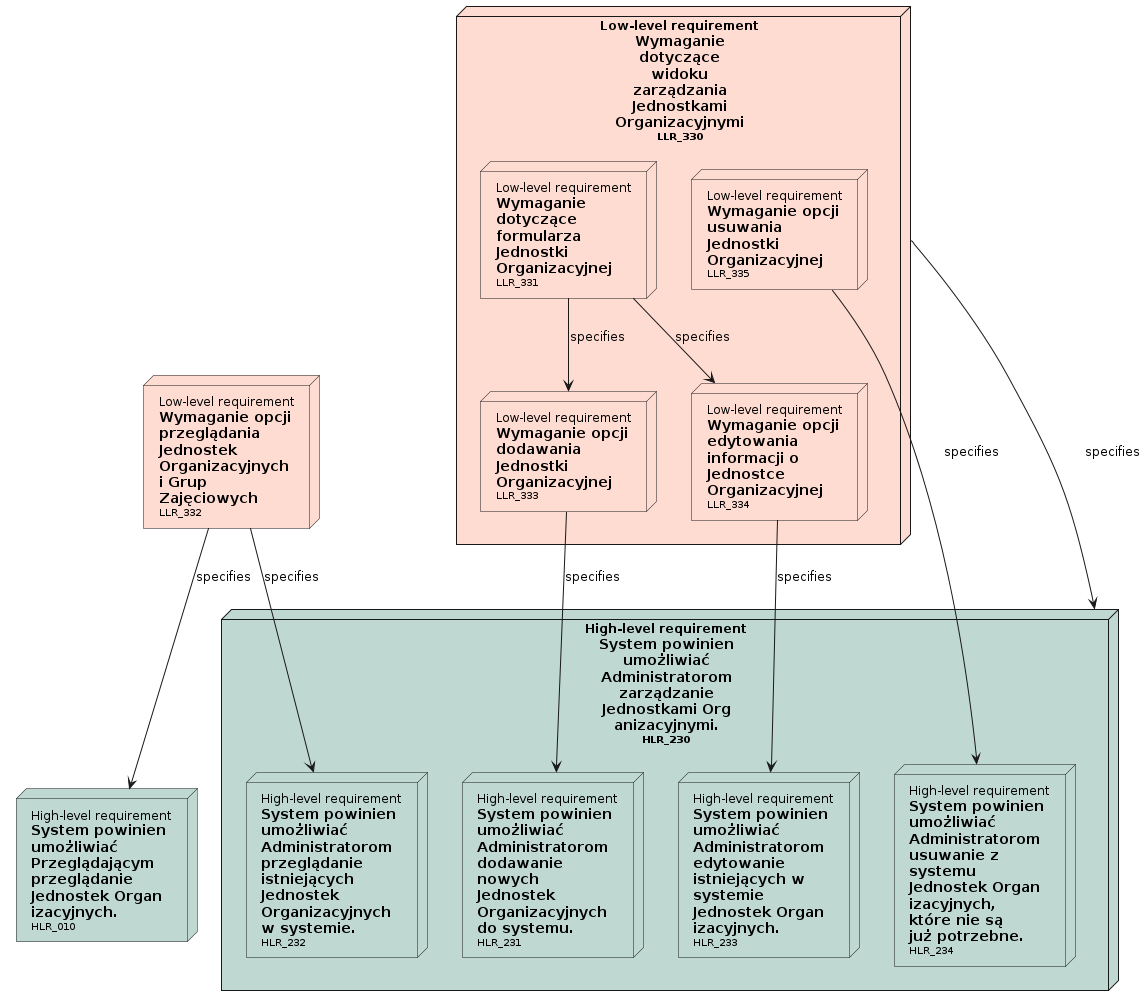 Low-level requirement
Wymaganie
dotyczące
widoku
zarządzania
Jednostkami
Organizacyjnymi
LLR_330
Low-level requirement
Wymaganie
dotyczące
formularza
Jednostki
Organizacyjnej
LLR_331
Low-level requirement
Wymaganie opcji
usuwania
Jednostki
Organizacyjnej
LLR_335
specifies
specifies
Low-level requirement
Wymaganie opcji
przeglądania
Jednostek
Organizacyjnych
i Grup
Zajęciowych
LLR_332
Low-level requirement
Wymaganie opcji
dodawania
Jednostki
Organizacyjnej
LLR_333
Low-level requirement
Wymaganie opcji
edytowania
informacji o
Jednostce
Organizacyjnej
LLR_334
specifies
specifies
specifies
specifies
specifies
specifies
High-level requirement
System powinien
umożliwiać
Administratorom
zarządzanie
Jednostkami Org
anizacyjnymi.
HLR_230
High-level requirement
System powinien
umożliwiać
Przeglądającym
przeglądanie
Jednostek Organ
izacyjnych.
HLR_010
High-level requirement
System powinien
umożliwiać
Administratorom
przeglądanie
istniejących
Jednostek
Organizacyjnych
w systemie.
HLR_232
High-level requirement
System powinien
umożliwiać
Administratorom
dodawanie
nowych
Jednostek
Organizacyjnych
do systemu.
HLR_231
High-level requirement
System powinien
umożliwiać
Administratorom
edytowanie
istniejących w
systemie
Jednostek Organ
izacyjnych.
HLR_233
High-level requirement
System powinien
umożliwiać
Administratorom
usuwanie z
systemu
Jednostek Organ
izacyjnych,
które nie są
już potrzebne.
HLR_234